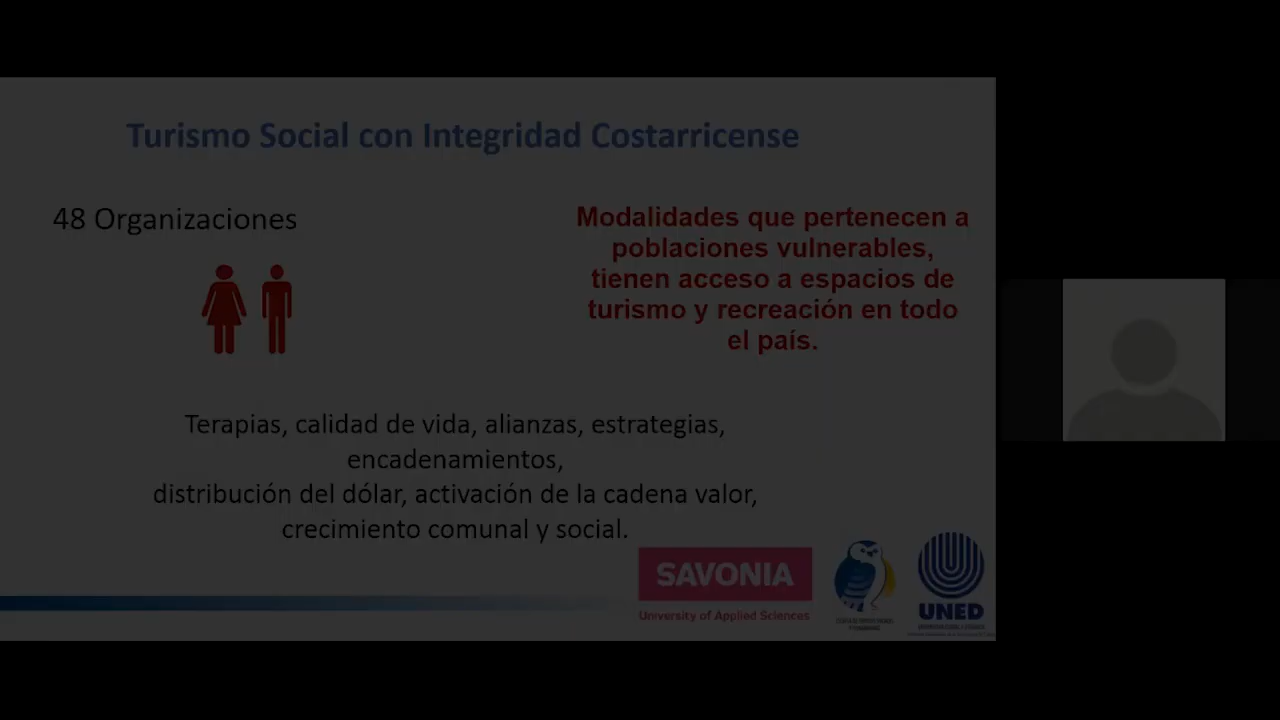 Turismo Social con Integridad Costarricense
48 Organizaciones
Modalidades que pertenecen a
poblaciones vulnerables,
tienen acceso a espacios de
turismo y recreación en todo
el país.
Terapias, calidad de vida, alianzas, estrategias,
encadenamientos,
distribución del dólar, activación de la cadena valor,
crecimiento comunal y social.
SAVONIA
University of Applied Sciences
UNED